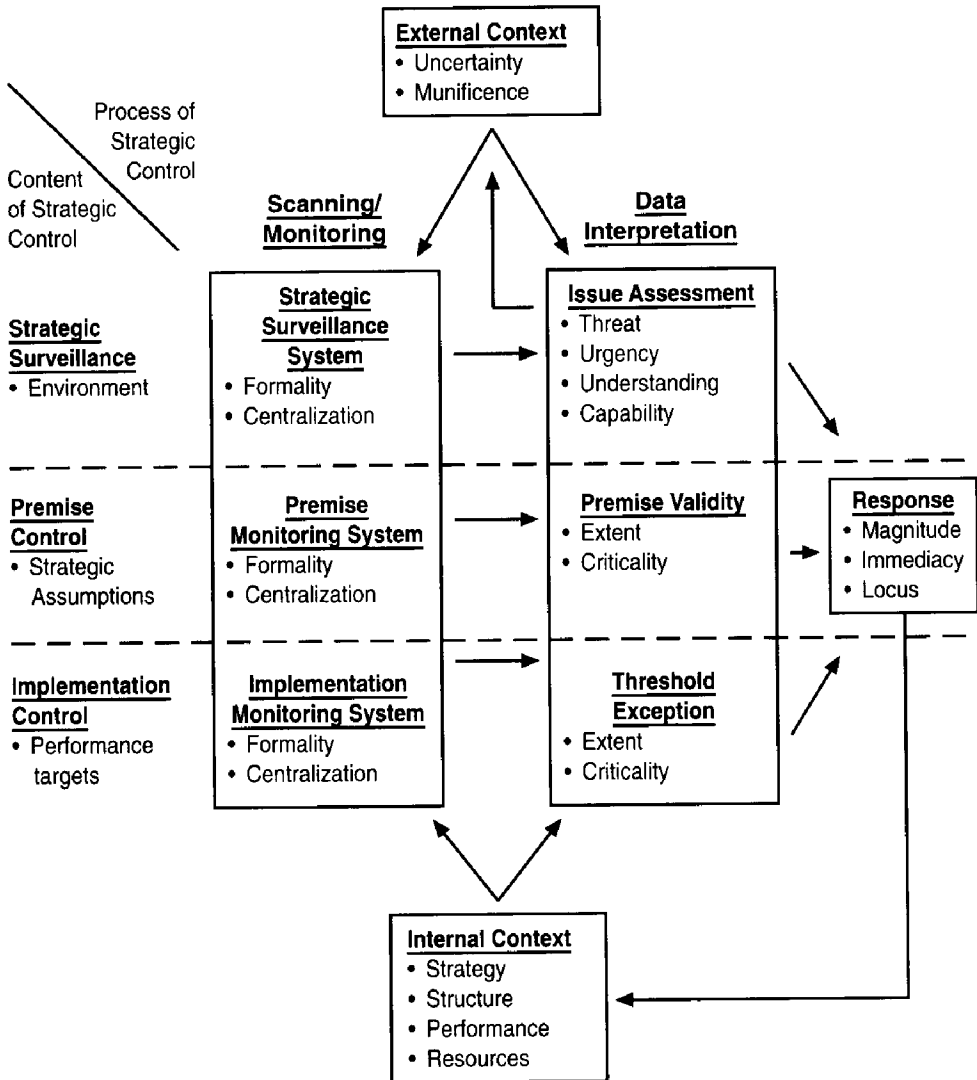 External Context
• Uncertainty
• Munificence
Process of
Strategic
Control
Content
of Strategic
Control
Scanning/
Monitoring
Data
Interpretation
Strategic
Surveillance
• Environment
Strategic
Surveillance
System
• Formality
• Centralization
Issue Assessment
• Threat
• Urgency
• Understanding
• Capability
Premise
Control
• Strategic
Assumptions
Premise
Monitoring System
• Formality
• Centralization
Premise Validity
• Extent
• Criticality
Response
• Magnitude
• Immediacy
• Locus
Implementation
Control
• Performance
targets
Implementation
Monitoring System
• Formality
• Centralization
Threshold
Exception
• Extent
• Criticality
Internal Context
• Strategy
• Structure
• Performance
• Resources